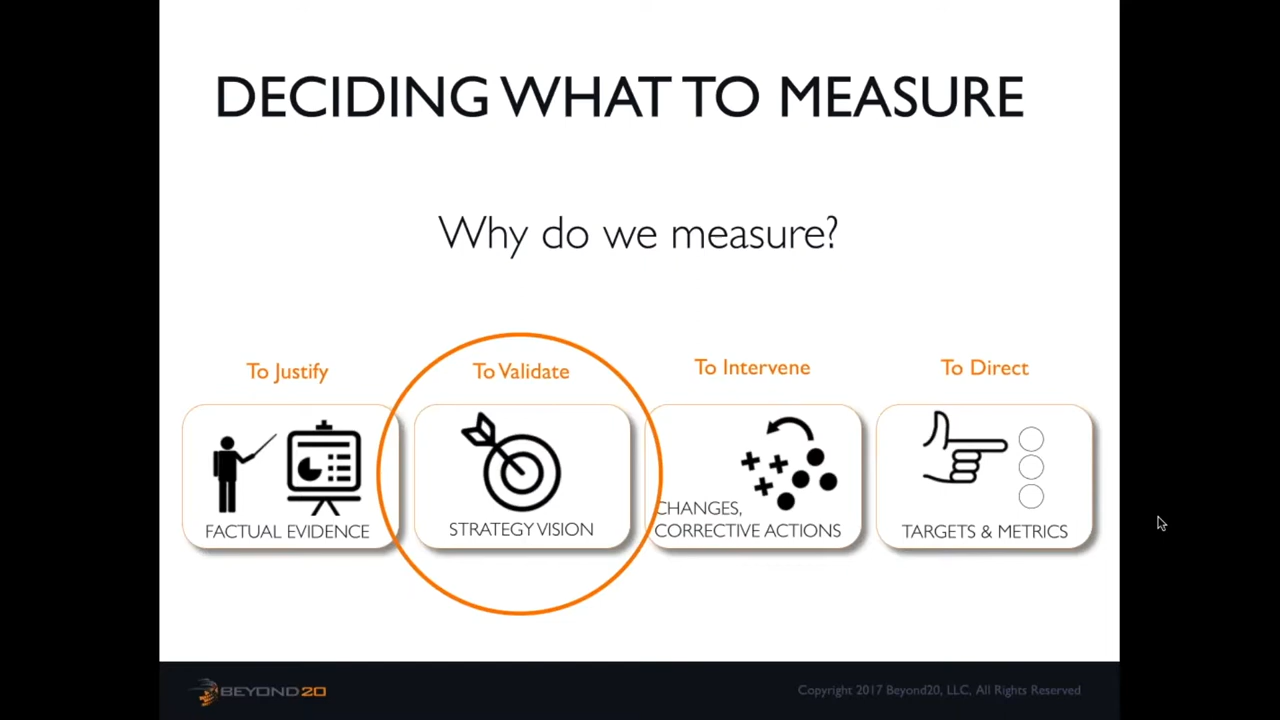 DECIDING WHAT TO MEASURE
Why do we measure?
To Justify
To Validate
To Intervene
To Direct
FACTUAL EVIDENCE
STRATEGY VISION
CHANGES,
CORRECTIVE ACTIONS
TARGETS & METRICS
BEYOND20
Copyright 2017 Beyond20, LLC, All Rights Reserved